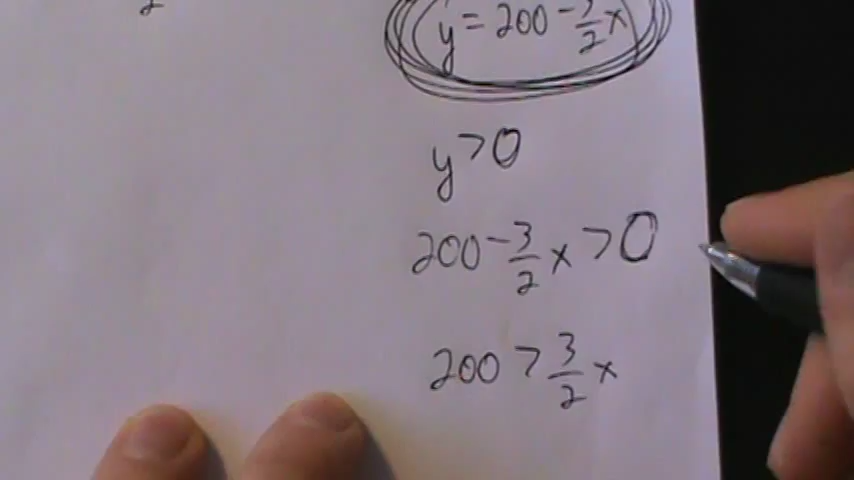 y = 200 - 3/2 x
y > 0
200 - 3/2 x > 0
200 > 3/2 x